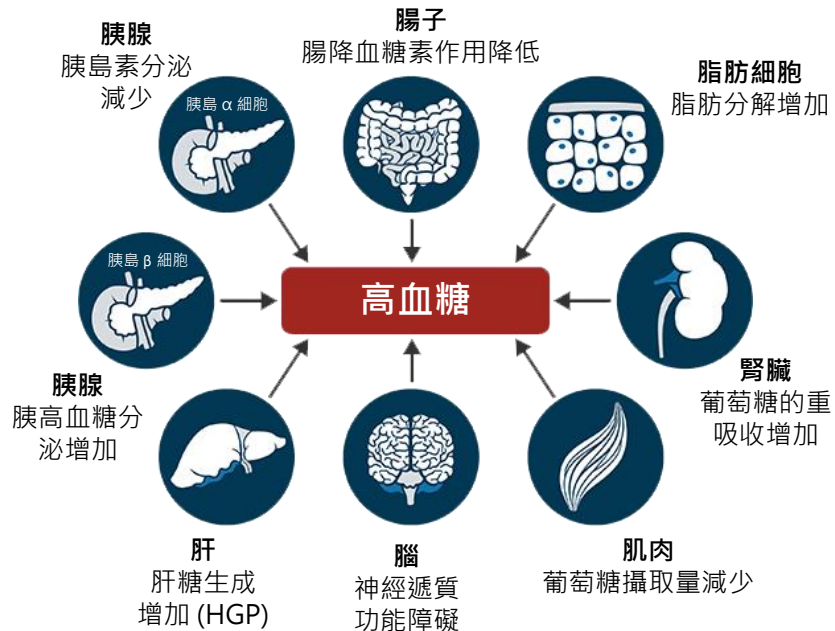 胰腺
胰島素分泌
減少
胰島 α 細胞
腸子
腸降血糖素作用降低
脂肪細胞
脂肪分解增加
胰島 β 細胞
胰腺
胰高血糖分
泌增加
高血糖
腎臟
葡萄糖的重
吸收增加
肝
肝糖生成
增加 (HGP)
腦
神經遞質
功能障礙
肌肉
葡萄糖攝取量減少